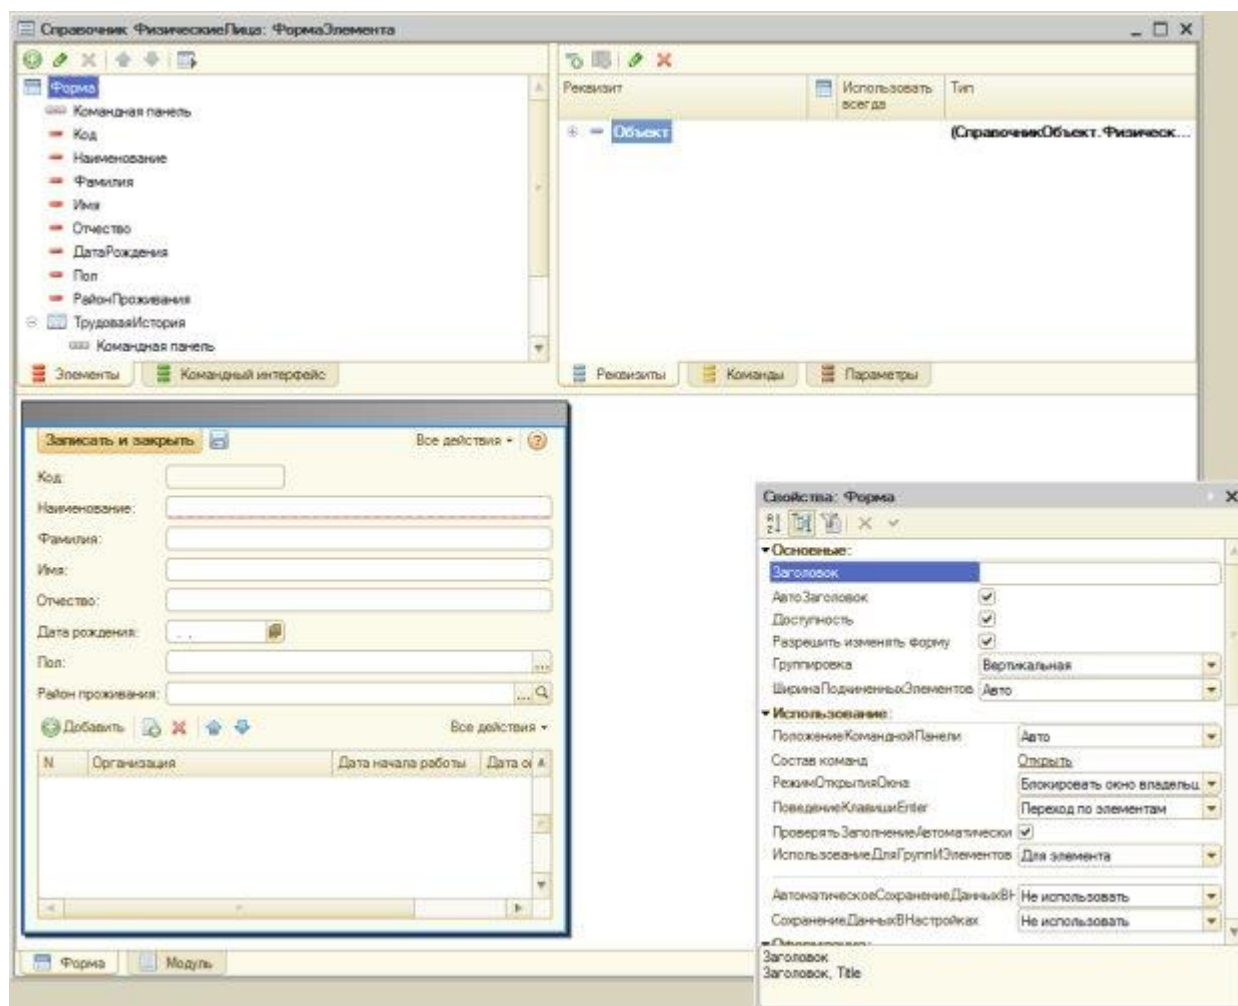 Справочник ФизическиеЛица: ФормаЭлемента
Форма
Командная панель
Код
Наименование
Фамилия
Имя
Отчество
ДатаРождения
Пол
РайонПроживания
ТрудоваяИстория
Командная панель
Элементы
Командный интерфейс
Реквизит
Использовать
всегда
Тип
Объект
(СправочникОбъект.Физическ...
Реквизиты
Команды
Параметры
Записать и закрыть
Все действия
Код:
Наименование:
Фамилия:
Имя:
Отчество:
Дата рождения:
. .
Пол:
...
Район проживания:
...
Добавить
Все действия
N
Организация
Дата начала работы
Дата о
Форма
Модуль
Свойства: Форма
Основные:
Заголовок
АвтоЗаголовок
Доступность
Разрешить изменять форму
Группировка
Вертикальная
ШиринаПодчиненныхЭлементов
Авто
Использование:
ПоложениеКоманднойПанели
Авто
Состав команд
Открыть
РежимОткрытияОкна
Блокировать окно владельц
ПоведениеКлавишиEnter
Переход по элементам
ПроверятьЗаполнениеАвтоматически
ИспользованиеДляГруппИЭлементов
Для элемента
АвтоматическоеСохранениеДанныхВН
Не использовать
СохранениеДанныхВНастройках
Не использовать
Заголовок
Заголовок, Title